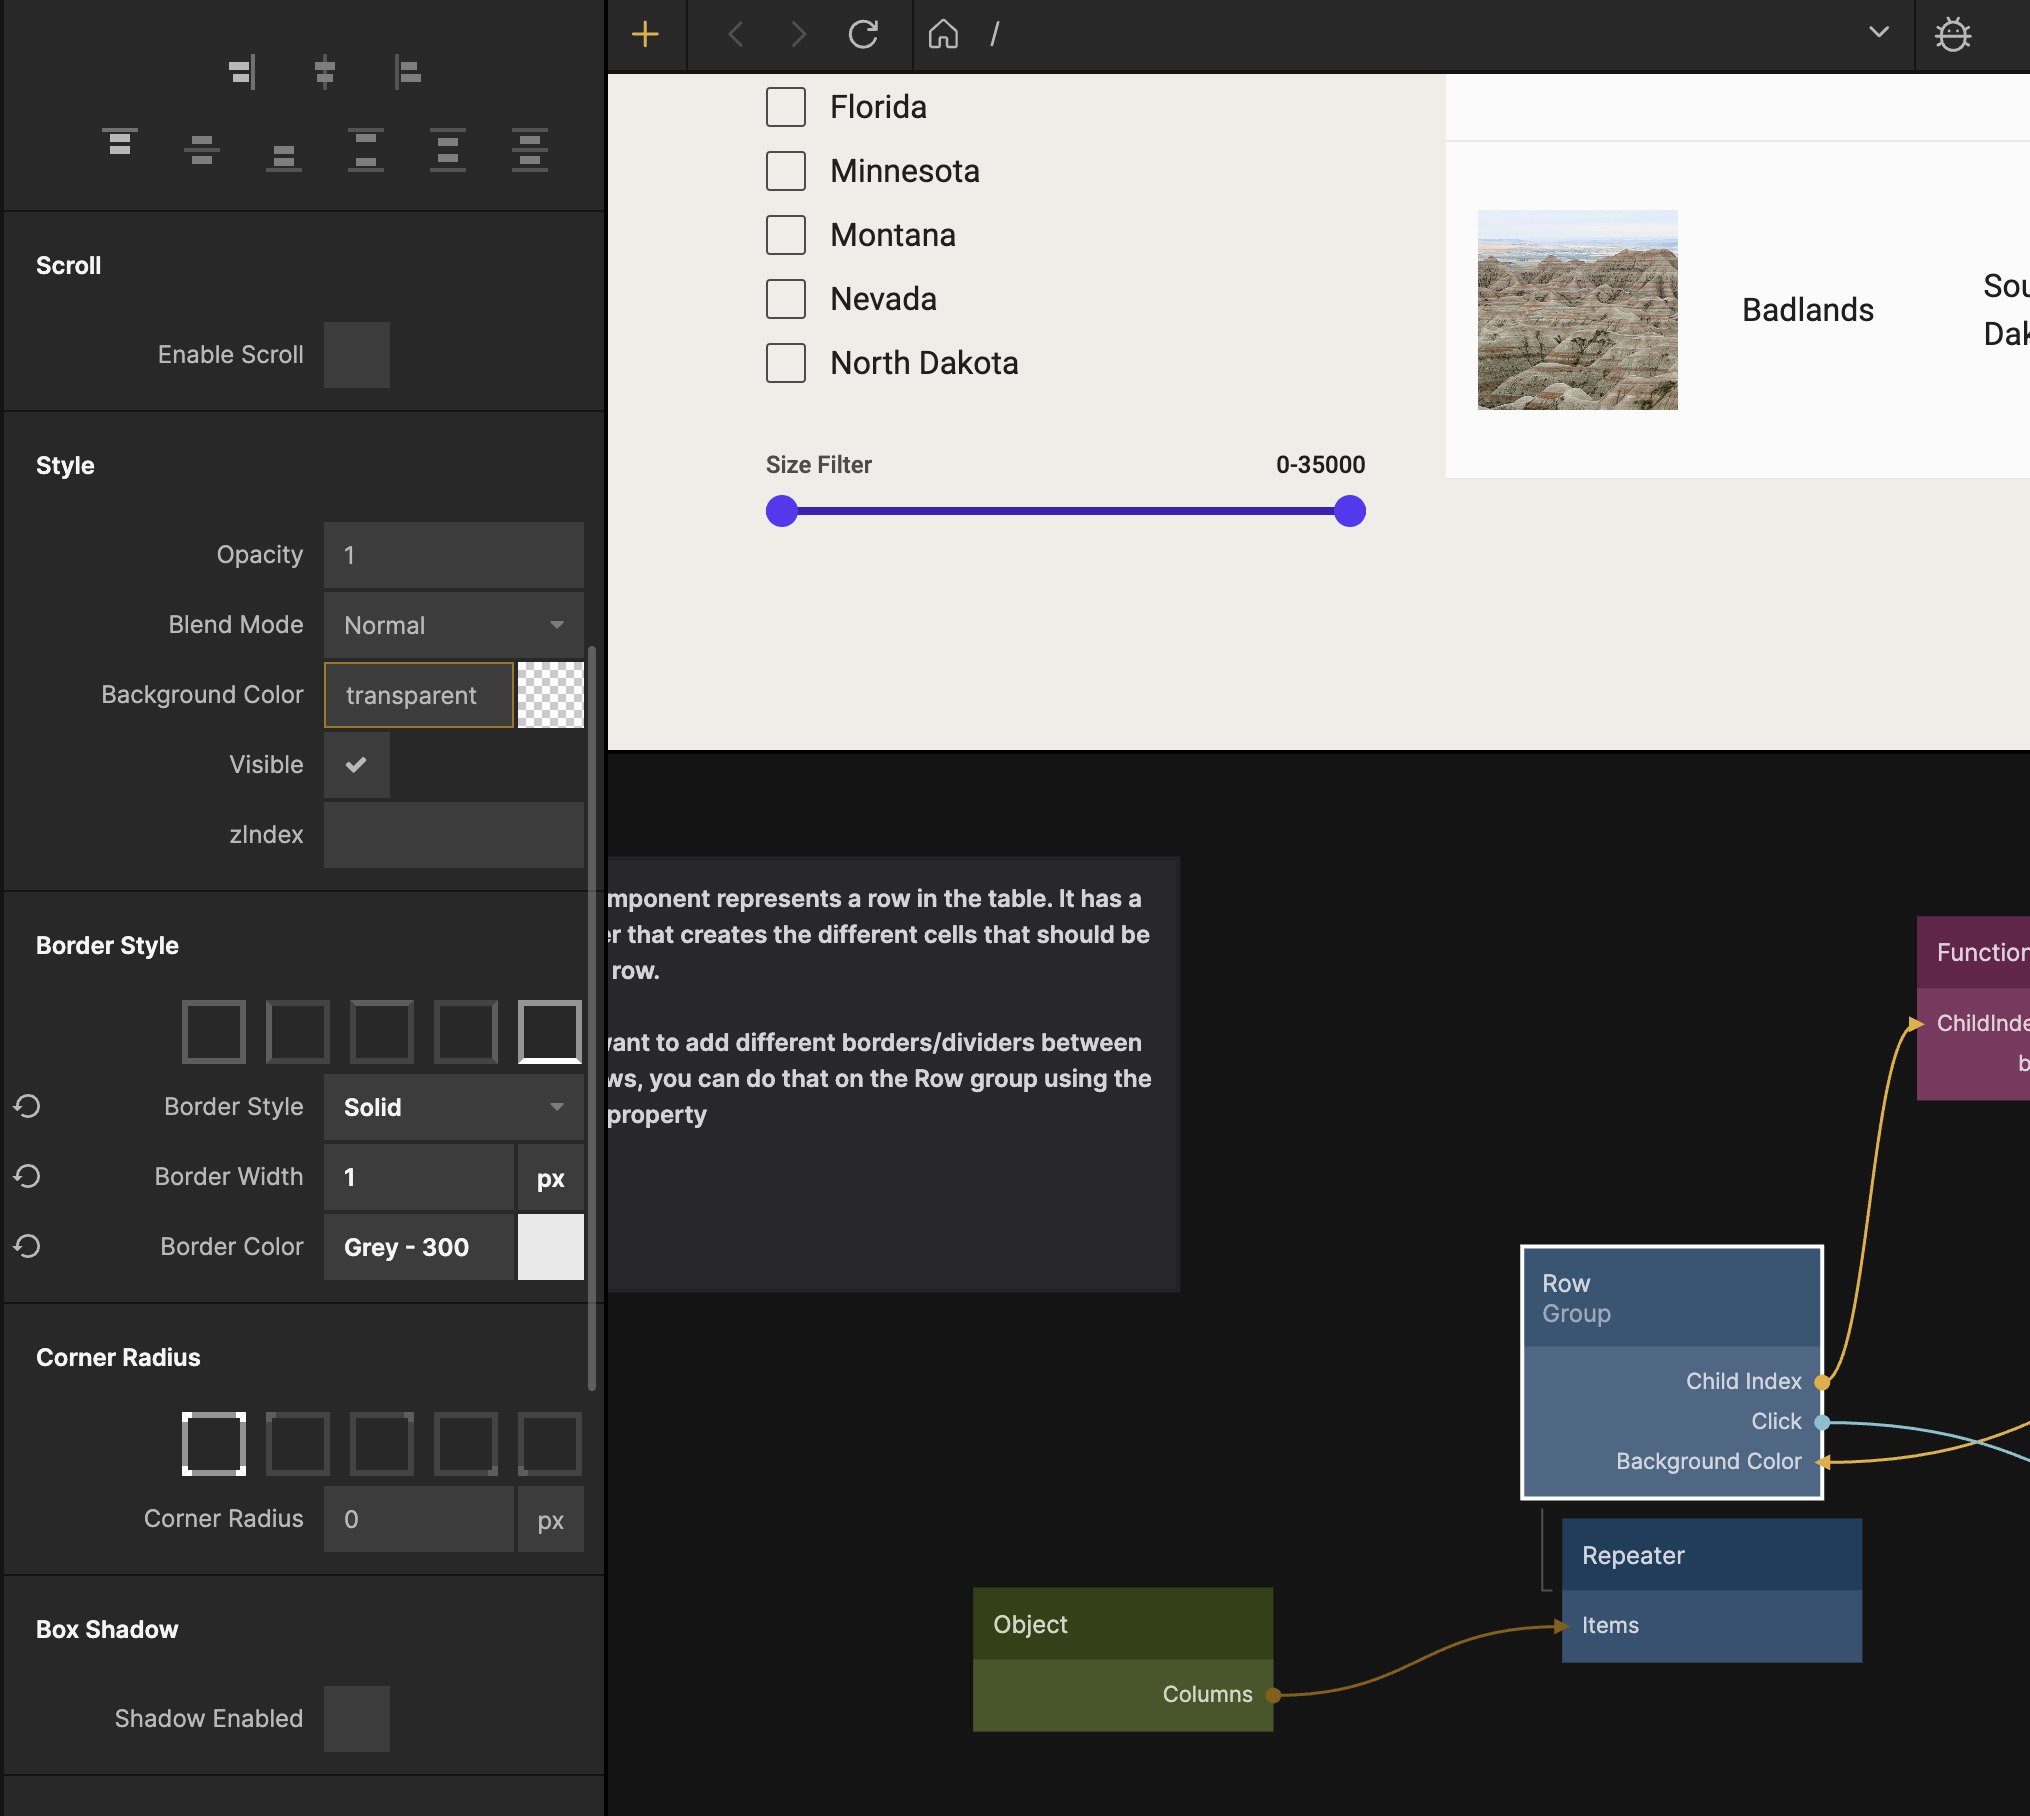 /
Scroll
Enable Scroll
Style
Opacity 1
Blend Mode Normal
Background Color transparent
Visible
zIndex
Border Style
Border Style Solid
Border Width 1 px
Border Color Grey - 300
Corner Radius
Corner Radius 0 px
Box Shadow
Shadow Enabled
Florida
Minnesota
Montana
Nevada
North Dakota
Size Filter 0-35000
Badlands
Sou
Dak
mponent represents a row in the table. It has a
er that creates the different cells that should be
row.
vant to add different borders/dividers between
ws, you can do that on the Row group using the
property
Function
ChildInde
b
Row
Group
Child Index
Click
Background Color
Repeater
Items
Object
Columns